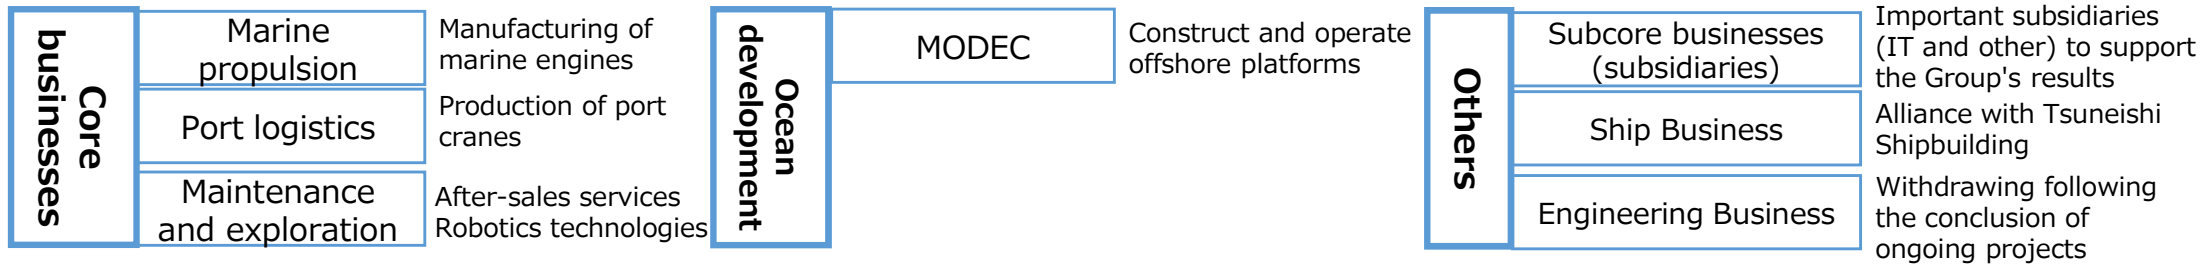 Core
businesses
Marine
propulsion
Manufacturing of
marine engines
Port logistics
Production of port
cranes
Maintenance
and exploration
After-sales services
Robotics technologies
Ocean
development
MODEC
Construct and operate
offshore platforms
Others
Subcore businesses
(subsidiaries)
Important subsidiaries
(IT and other) to support
the Group's results
Ship Business
Alliance with Tsuneishi
Shipbuilding
Engineering Business
Withdrawing following
the conclusion of
ongoing projects